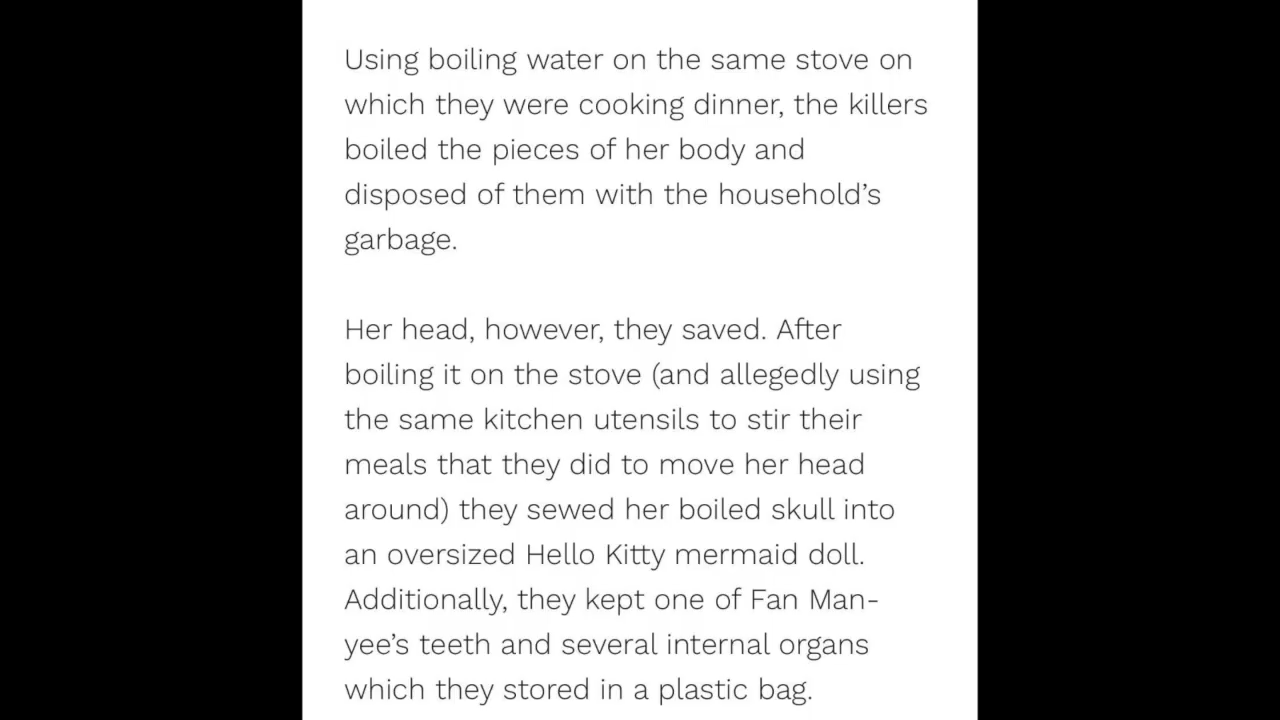 Using boiling water on the same stove on
which they were cooking dinner, the killers
boiled the pieces of her body and
disposed of them with the household’s
garbage.
Her head, however, they saved. After
boiling it on the stove (and allegedly using
the same kitchen utensils to stir their
meals that they did to move her head
around) they sewed her boiled skull into
an oversized Hello Kitty mermaid doll.
Additionally, they kept one of Fan Man-
yee’s teeth and several internal organs
which they stored in a plastic bag.